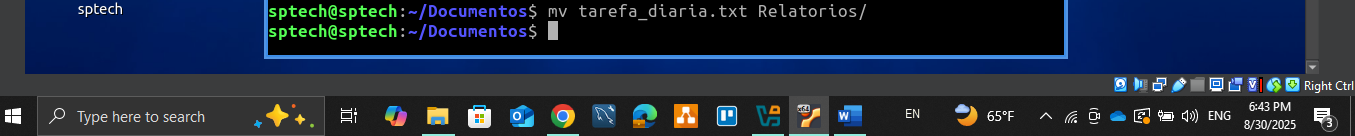 sptech
sptech@sptech:~/Documentos$ mv tarefa_diaria.txt Relatorios/
sptech@sptech:~/Documentos$
Right Ctrl
Type here to search
EN
65°F
ENG
6:43 PM
8/30/2025
3